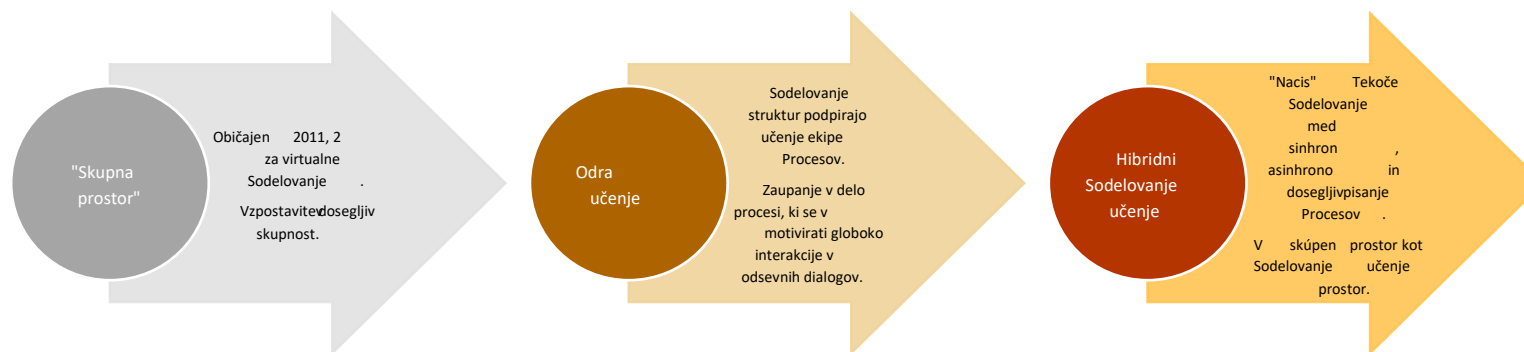 "Skupna
prostor"
Običajen 2011, 2
za virtualne
Sodelovanje .
Vzpostavitev dosegljiv
skupnost.
Odra
učenje
Sodelovanje
struktur podpirajo
učenje ekipe
Procesov.
Zaupanje v delo
procesi, ki se v
motivirati globoko
interakcije v
odsevnih dialogov.
Hibridni
Sodelovanje
učenje
"Nacis" Tekoče
Sodelovanje
med
sinhron ,
asinhrono in
dosegljivpisanje
Procesov .
V skúpen prostor kot
Sodelovanje učenje
prostor.